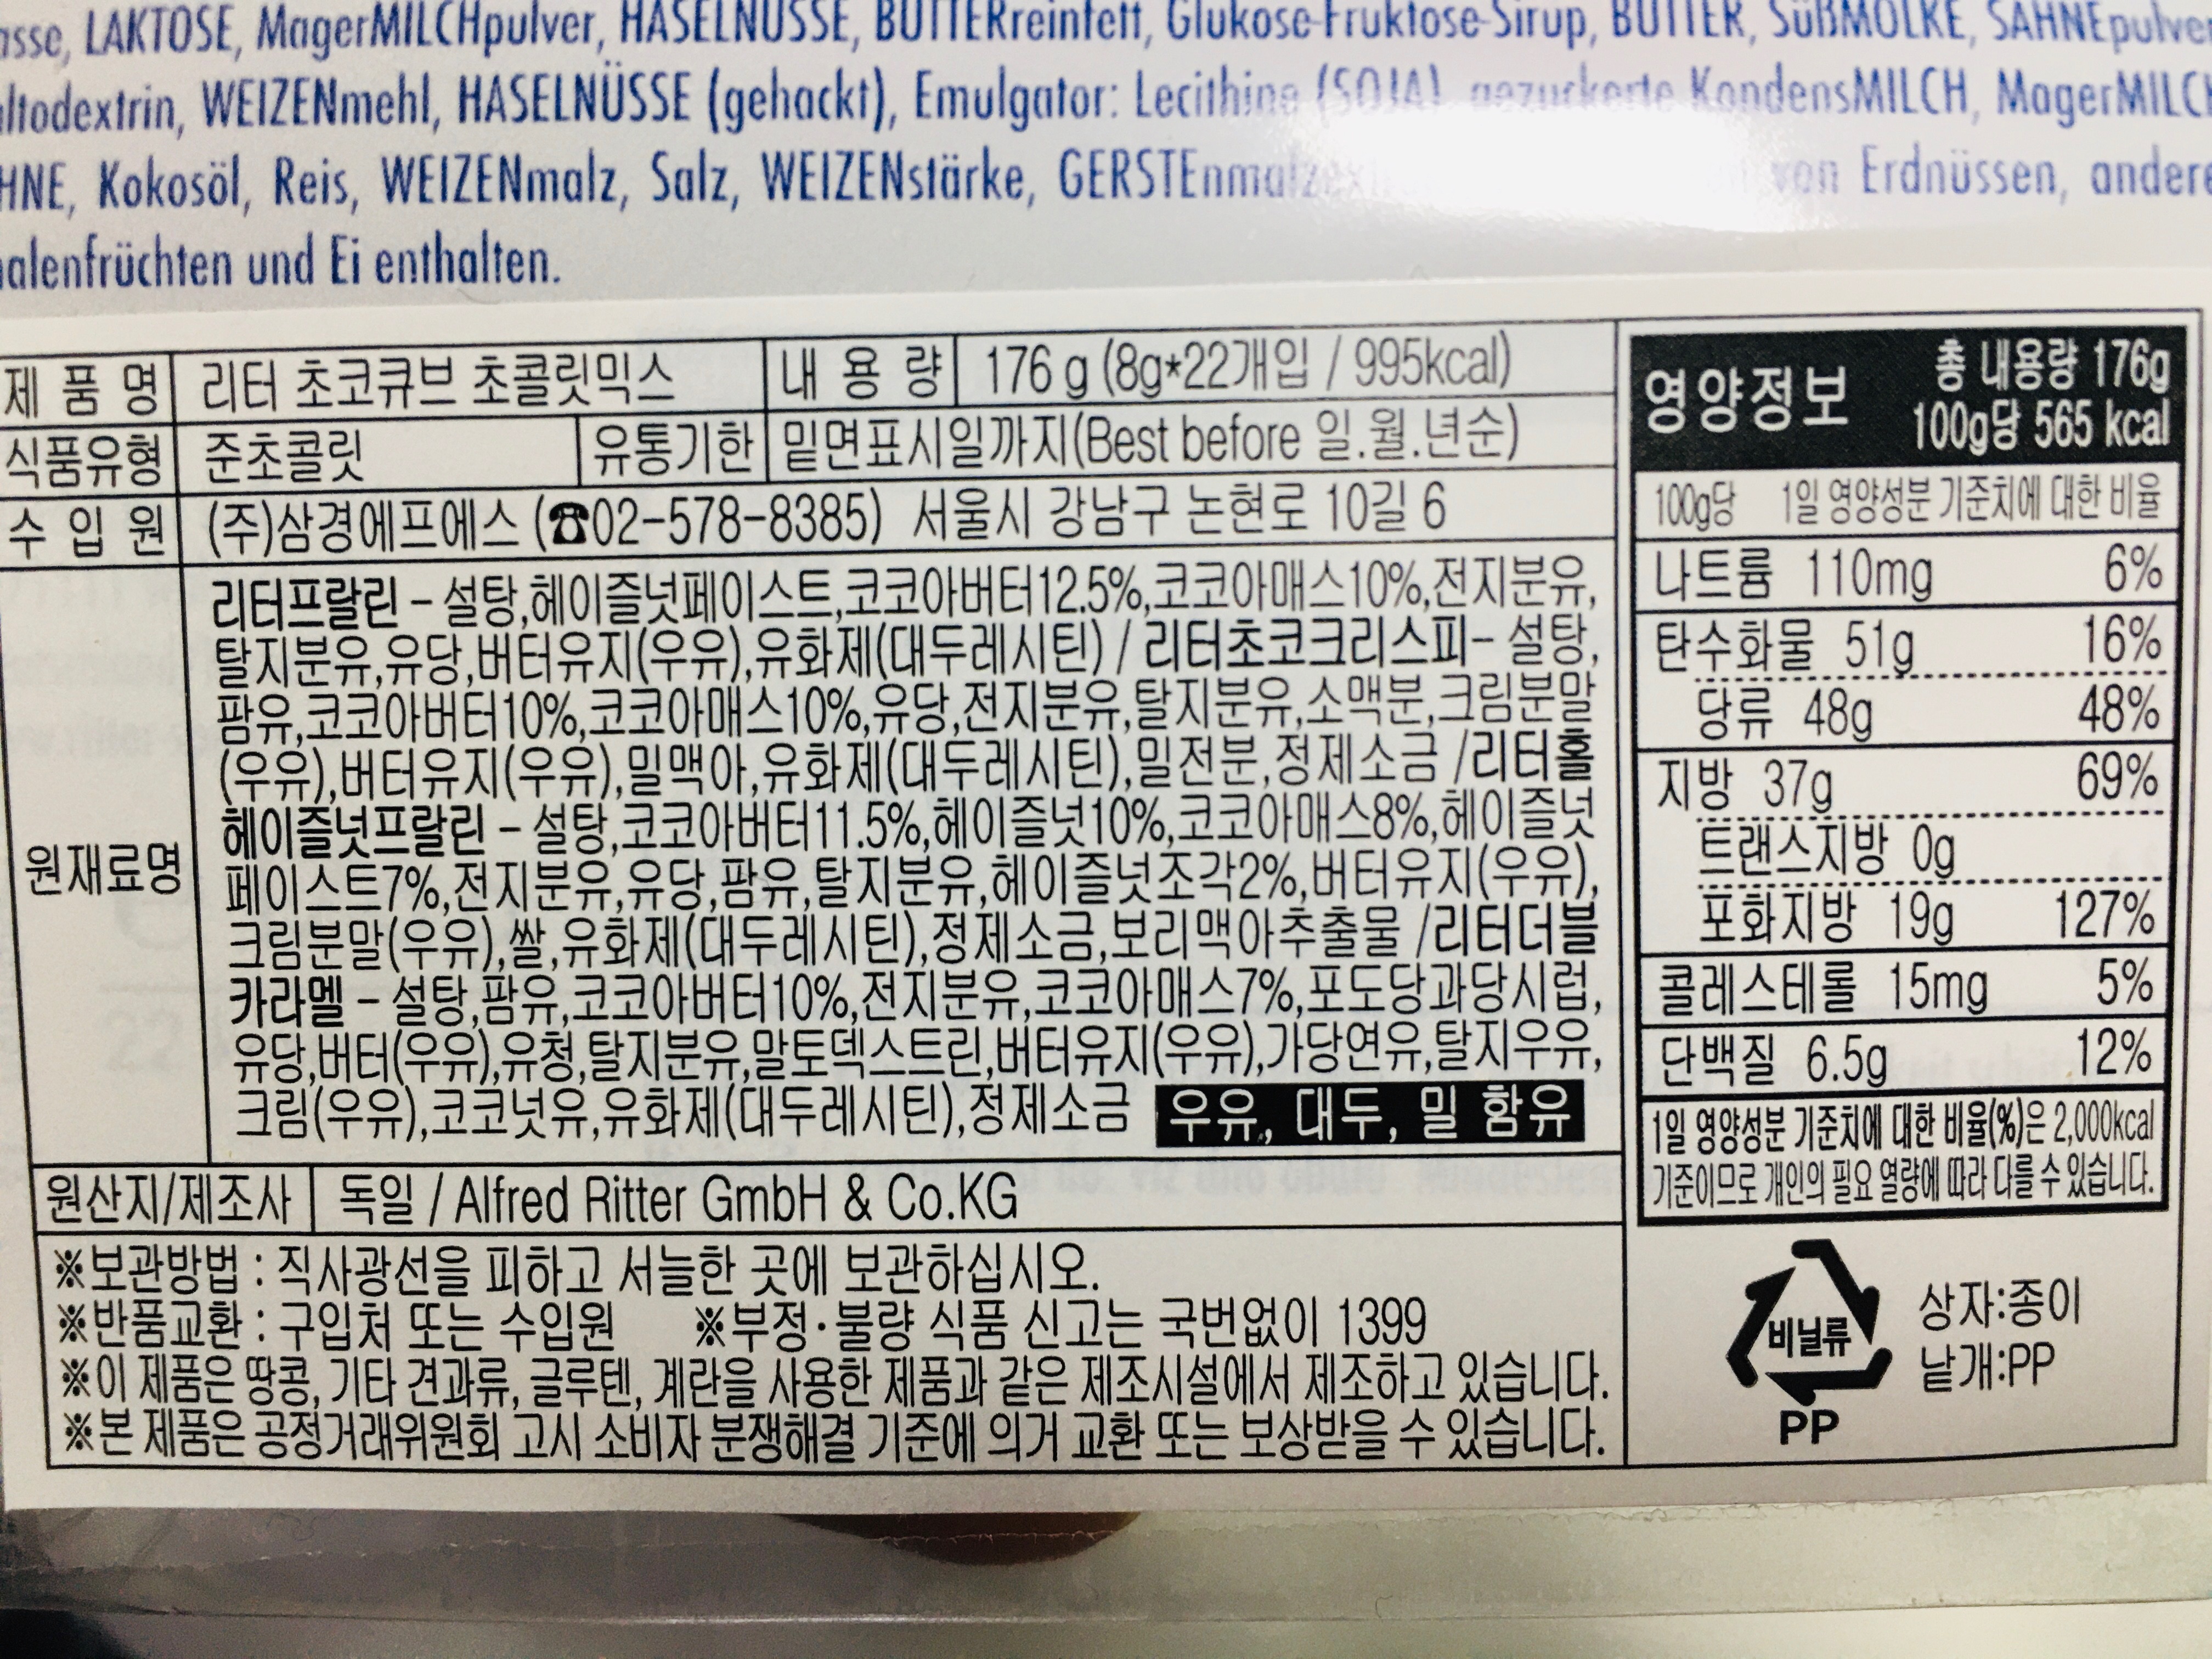 LAKTOSE, MagerMILCHpulver, HASELNÜSSE, BUTTERreinfett, Glukose-Fruktose-Sirup, BUTTER, SüßMOLKE, SAHNEpulver
WEIZENmehl, HASELNÜSSE (gehackt), Emulgator: Lecithine (SOJA), gezuckerte KondensMILCH, MagerMILCH
Kokosöl, Reis, WEIZENmalz, Salz, WEIZENstärke, von Erdnüssen, andere
und Ei enthalten.
제 품 명 리터 초코큐브 초콜릿믹스 내 용 량 176 g (8g*22개입 / 995kcal)
식품유형 준초콜릿 유통기한 밑면표시일까지(Best before 일.월.년순)
수 입 원 (주)삼경에프에스 (☎02-578-8385) 서울시 강남구 논현로 10길 6
원재료명
리터프랄린 – 설탕,헤이즐넛페이스트,코코아버터12.5%,코코아매스10%,전지분유,
탈지분유,유당,버터유지(우유),유화제(대두레시틴) / 리터초코크리스피– 설탕,
팜유,코코아버터10%,코코아매스10%,유당,전지분유,탈지분유,소맥분,크림분말
(우유),버터유지(우유),밀맥아,유화제(대두레시틴),밀전분,정제소금 /리터홀
헤이즐넛프랄린 – 설탕,코코아버터11.5%,헤이즐넛10%,코코아매스8%,헤이즐넛
페이스트7%,전지분유,유당,팜유,탈지분유,헤이즐넛조각2%,버터유지(우유),
크림분말(우유),쌀,유화제(대두레시틴),정제소금,보리맥아추출물 /리터더블
카라멜 – 설탕,팜유,코코아버터10%,전지분유,코코아매스7%,포도당과당시럽,
유당,버터(우유),유청,탈지분유,말토덱스트린,버터유지(우유),가당연유,탈지우유,
크림(우유),코코넛유,유화제(대두레시틴),정제소금 우유, 대두, 밀 함유
원산지/제조사 독일 / Alfred Ritter GmbH & Co.KG
※보관방법 : 직사광선을 피하고 서늘한 곳에 보관하십시오.
※반품교환 : 구입처 또는 수입원 ※부정·불량 식품 신고는 국번없이 1399
※이 제품은 땅콩, 기타 견과류, 글루텐, 계란을 사용한 제품과 같은 제조시설에서 제조하고 있습니다.
※본 제품은 공정거래위원회 고시 소비자 분쟁해결 기준에 의거 교환 또는 보상받을 수 있습니다.
영양정보 총 내용량 176g
100g당 565 kcal
100g당 1일 영양성분 기준치에 대한 비율
나트륨 110mg 6%
탄수화물 51g 16%
당류 48g 48%
지방 37g 69%
트랜스지방 0g
포화지방 19g 127%
콜레스테롤 15mg 5%
단백질 6.5g 12%
1일 영양성분 기준치에 대한 비율(%)은 2,000kcal
기준이므로 개인의 필요 열량에 따라 다를 수 있습니다.
비닐류
PP
상자:종이
낱개:PP